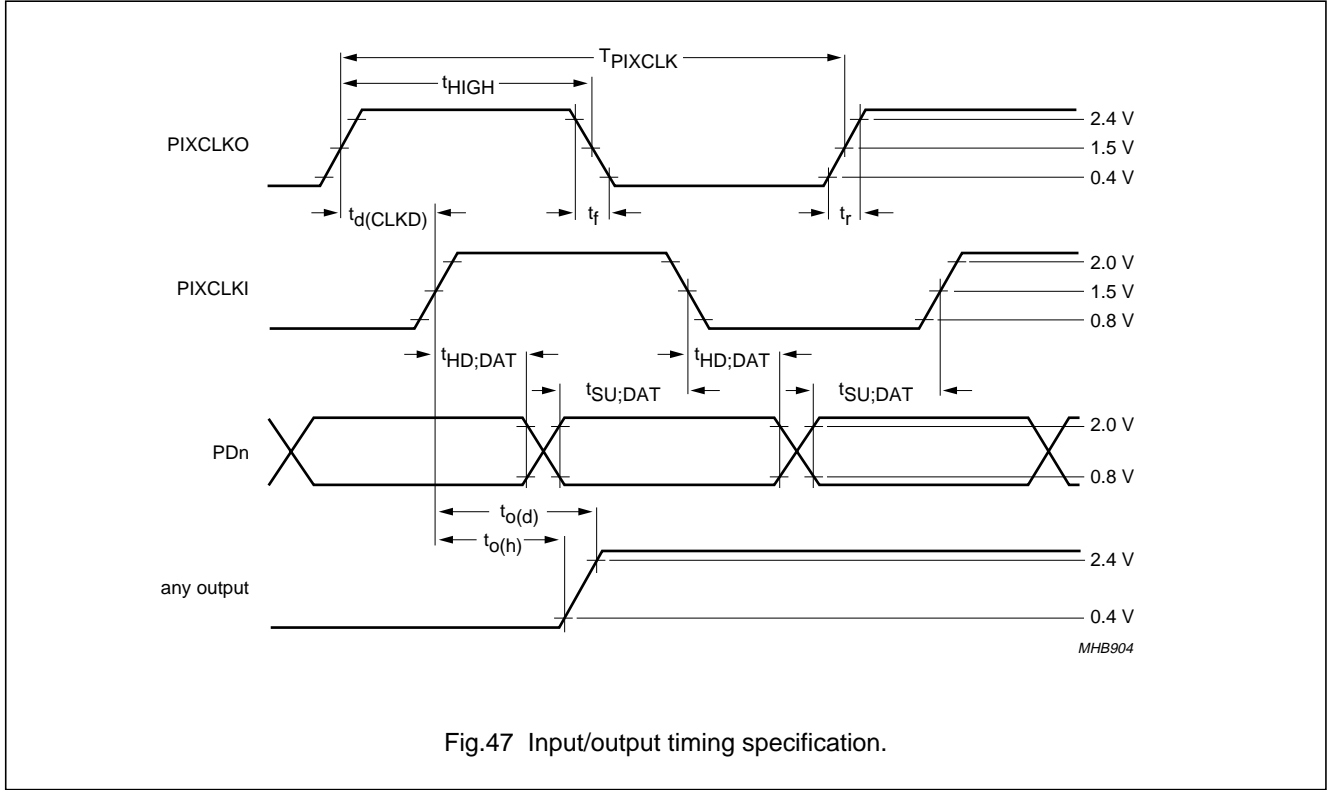 TPIXCLK
tHIGH
PIXCLKO
2.4 V
1.5 V
0.4 V
td(CLKD)
tf
tr
PIXCLKI
2.0 V
1.5 V
0.8 V
tHD;DAT
tHD;DAT
tSU;DAT
tSU;DAT
PDn
2.0 V
0.8 V
to(d)
to(h)
any output
2.4 V
0.4 V
MHB904
Fig.47 Input/output timing specification.